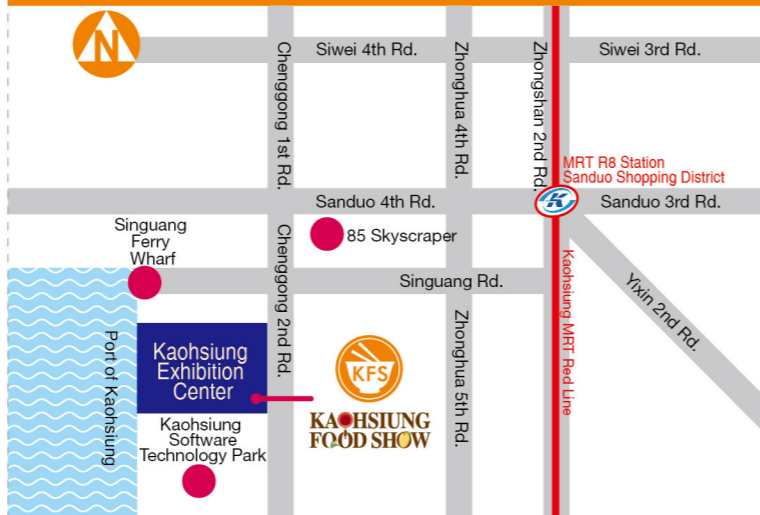 N
Siwei 4th Rd.
Siwei 3rd Rd.
Chenggong 1st Rd.
Zhonghua 4th Rd.
Zhongshan 2nd Rd.
MRT R8 Station
Sanduo Shopping District
K
Sanduo 4th Rd.
Sanduo 3rd Rd.
Singuang
Ferry
Wharf
85 Skyscraper
Chenggong 2nd Rd.
Singuang Rd.
Kaohsiung MRT Red Line
Yixin 2nd Rd.
Port of Kaohsiung
Kaohsiung
Exhibition
Center
KFS
KAOHSIUNG
FOOD SHOW
Zhonghua 5th Rd.
Kaohsiung
Software
Technology Park